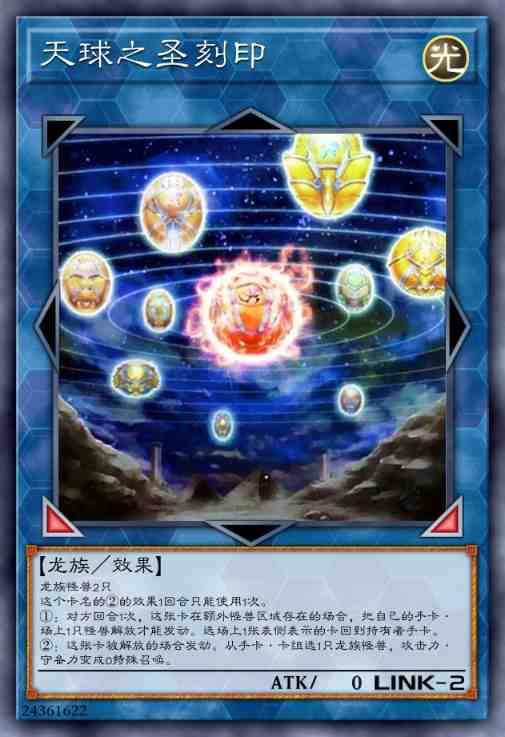 天球之圣刻印
光
【龙族／效果】
龙族怪兽2只
这个卡名的②的效果1回合只能使用1次。
①：对方回合1次，这张卡在额外怪兽区域存在的场合，把自己的手卡·
场上1只怪兽解放才能发动。选场上1张表侧表示的卡回到持有者手卡。
②：这张卡被解放的场合发动。从手卡·卡组选1只龙族怪兽，攻击力·
守备力变成0特殊召唤。
ATK/ 0 LINK-2
24361622